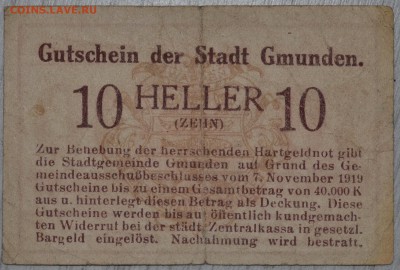 COINS.LAVE.RU
Gutschein der Stadt Gmunden.
10 HELLER 10
(ZEHN)
Zur Behebung der herrschenden Hartgeldnot gibt
die Stadtgemeinde Gmunden auf Grund des Ge-
meindeausschußbeschlusses vom 7. November 1919
Gutscheine bis zu einem Gesamtbetrag von 40.000 K
aus u. hinterlegt diesen Betrag als Deckung. Diese
Gutscheine werden bis auf öffentlich kundgemach-
ten Widerruf bei der städt. Zentralkassa in gesetzl.
Bargeld eingelöst. Nachahmung wird bestraft.